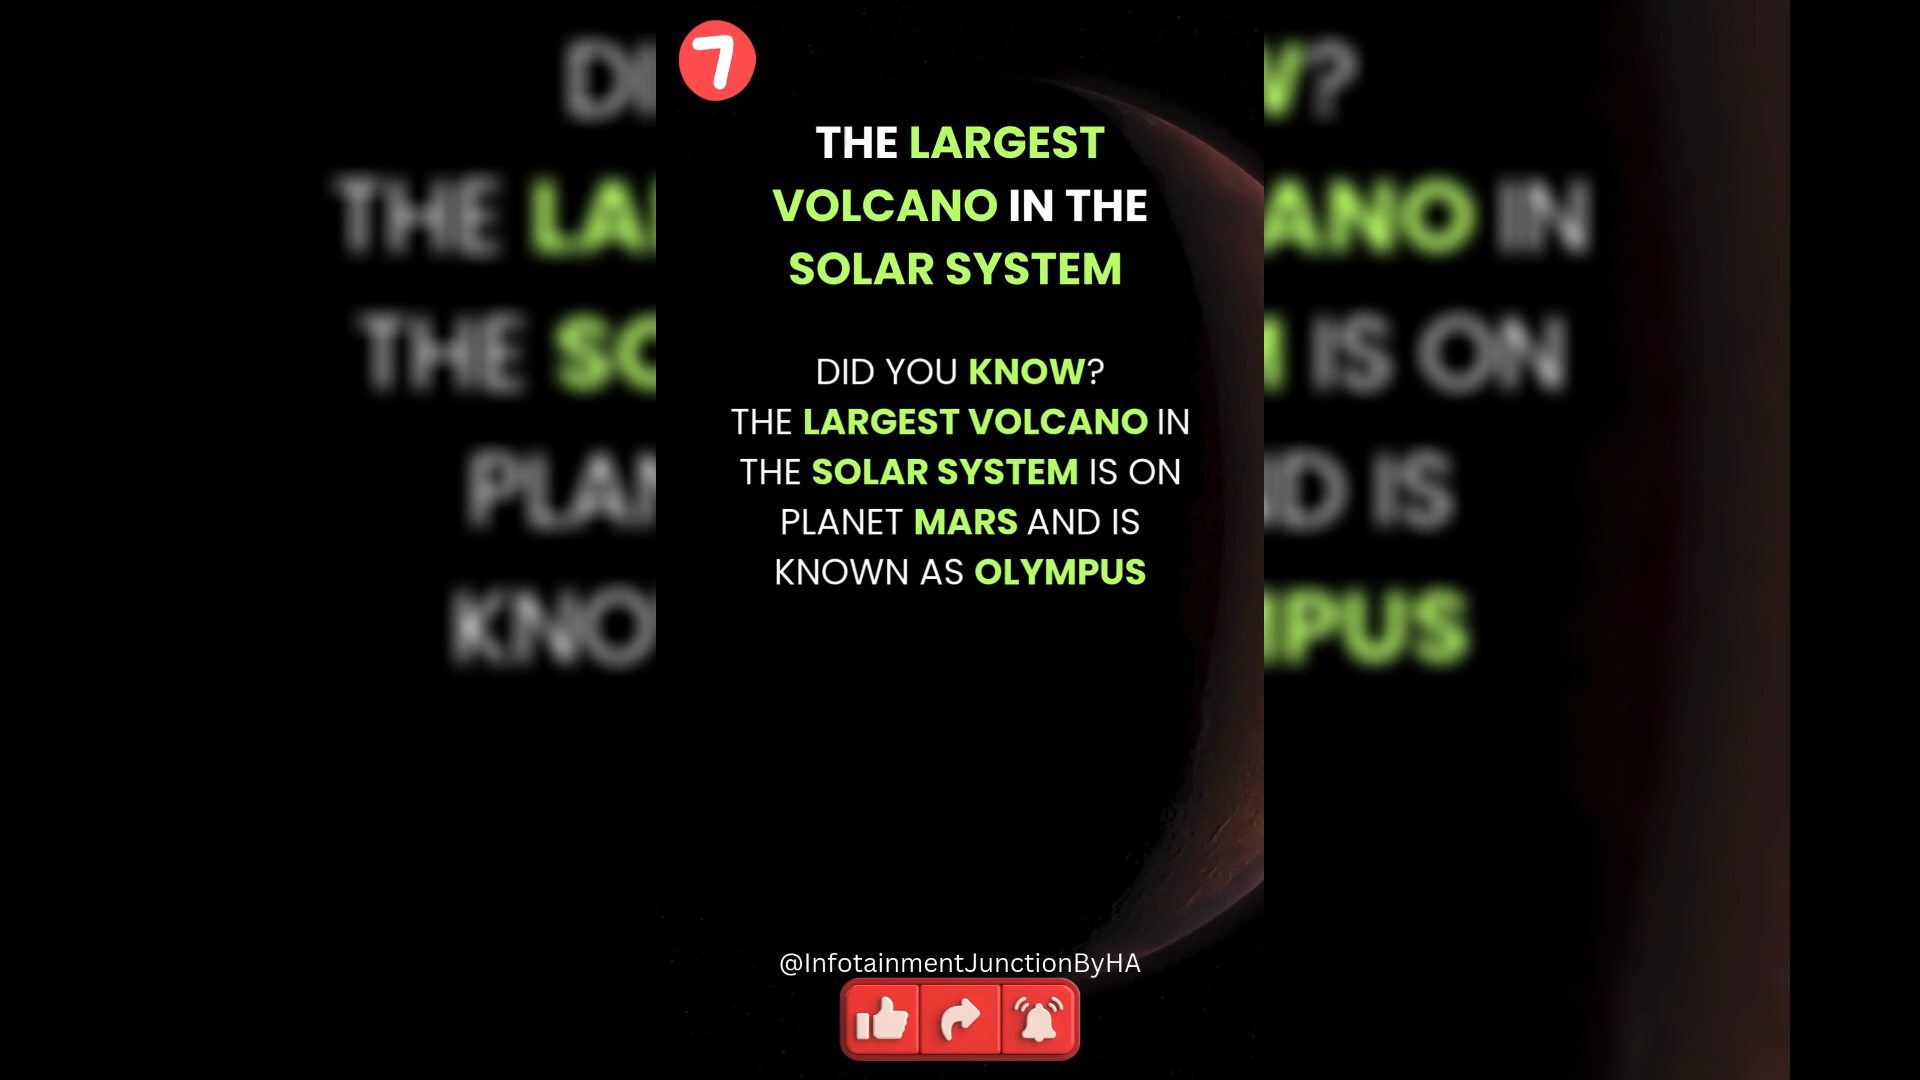 7
THE LARGEST
VOLCANO IN THE
SOLAR SYSTEM
DID YOU KNOW?
THE LARGEST VOLCANO IN
THE SOLAR SYSTEM IS ON
PLANET MARS AND IS
KNOWN AS OLYMPUS
@InfotainmentJunctionByHA